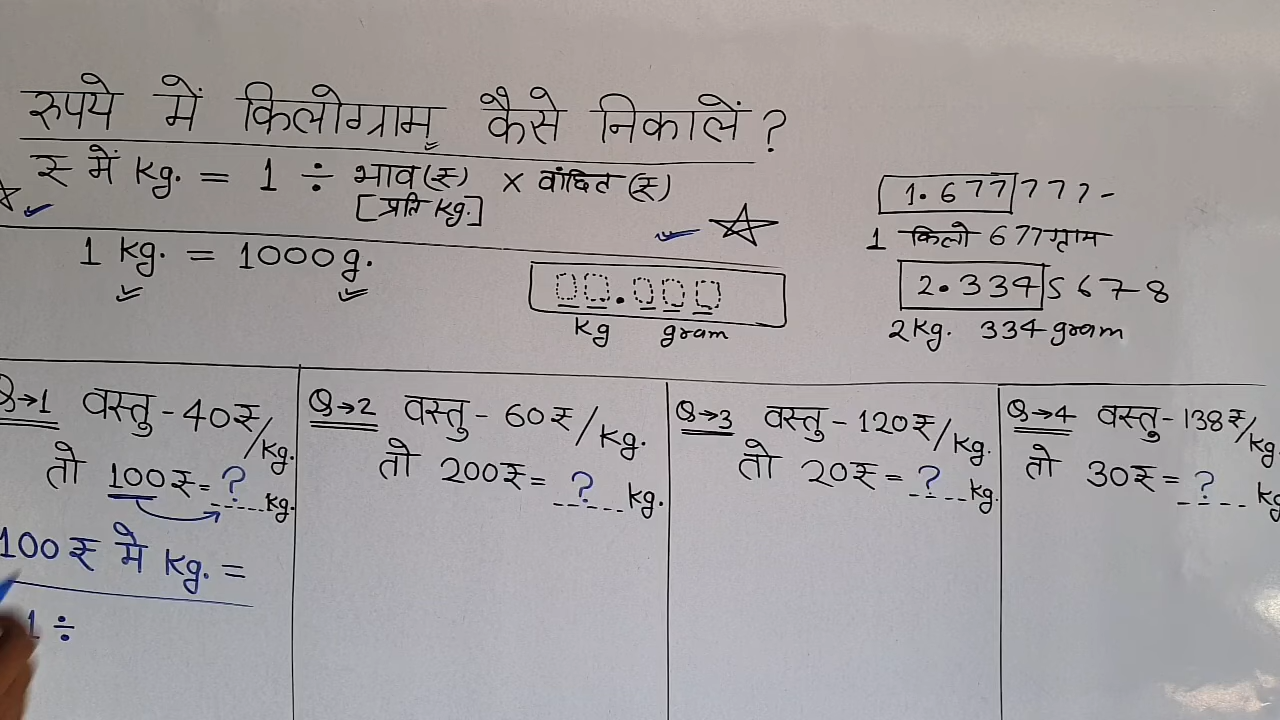 रुपये में किलोग्राम कैसे निकालें?
₹ में Kg. = 1 ÷ भाव(₹) × वांछित (₹)
[प्रति Kg.]
1 kg. = 1000g.
00.000
Kg gram
1.677777-
1 किलो 677ग्राम
2.3345678
2Kg. 334 gram
Q→1 वस्तु - 40₹/kg.
तो 100₹ = ? kg.
100₹ मे Kg. =
1 ÷
Q→2 वस्तु - 60₹/kg.
तो 200₹ = ? kg.
Q→3 वस्तु - 120₹/kg.
तो 20₹ = ? kg.
Q→4 वस्तु - 138₹/kg.
तो 30₹ = ? kg